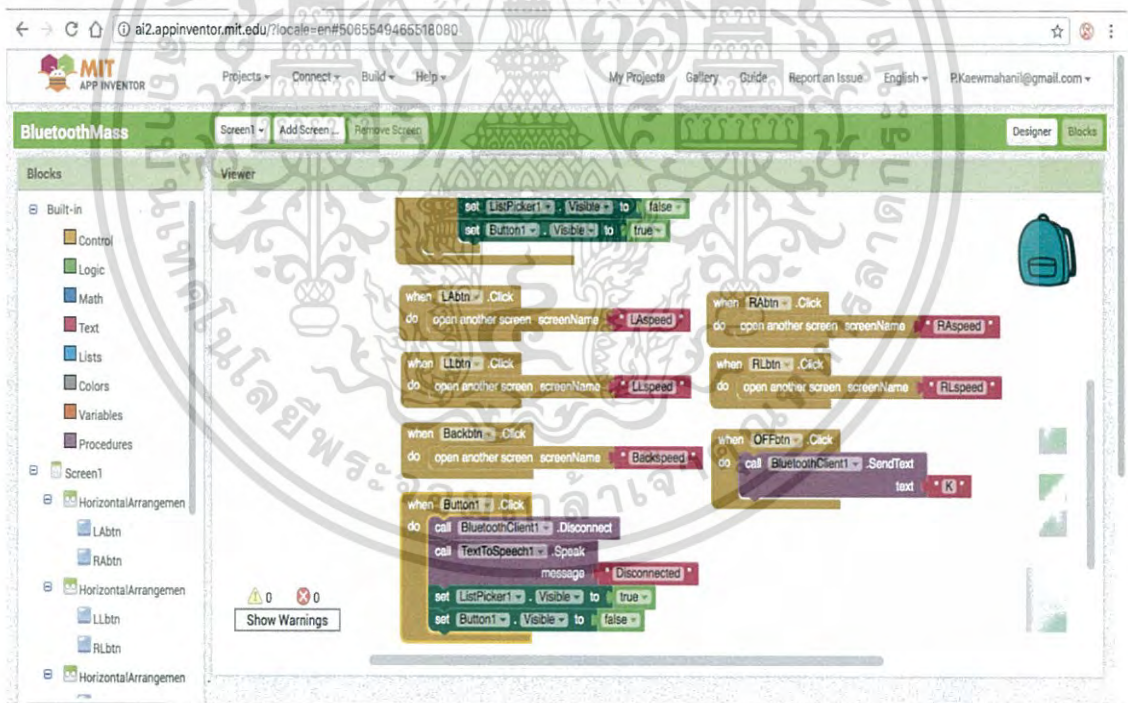 ai2.appinventor.mit.edu/?locale=en#5065549465518080
MIT
APP INVENTOR
Projects Connect Build Help My Projects Gallery Guide Report an Issue English P.Kaewmahanil@gmail.com
BluetoothMass Screen1 Add Screen ... Remove Screen Designer Blocks
Blocks Viewer
Built-in
Control
Logic
Math
Text
Lists
Colors
Variables
Procedures
Screen1
HorizontalArrangemen
LAbtn
RAbtn
HorizontalArrangemen
LLbtn
RLbtn
HorizontalArrangemen
set ListPicker1 . Visible to false
set Button1 . Visible to true
when LAbtn .Click
do open another screen screenName " LAspeed "
when RAbtn .Click
do open another screen screenName " RAspeed "
when LLbtn .Click
do open another screen screenName " LLspeed "
when RLbtn .Click
do open another screen screenName " RLspeed "
when Backbtn .Click
do open another screen screenName " Backspeed "
when OFFbtn .Click
do call BluetoothClient1 .SendText
text " K "
when Button1 .Click
do call BluetoothClient1 .Disconnect
call TextToSpeech1 .Speak
message " Disconnected "
set ListPicker1 . Visible to true
set Button1 . Visible to false
0 0
Show Warnings